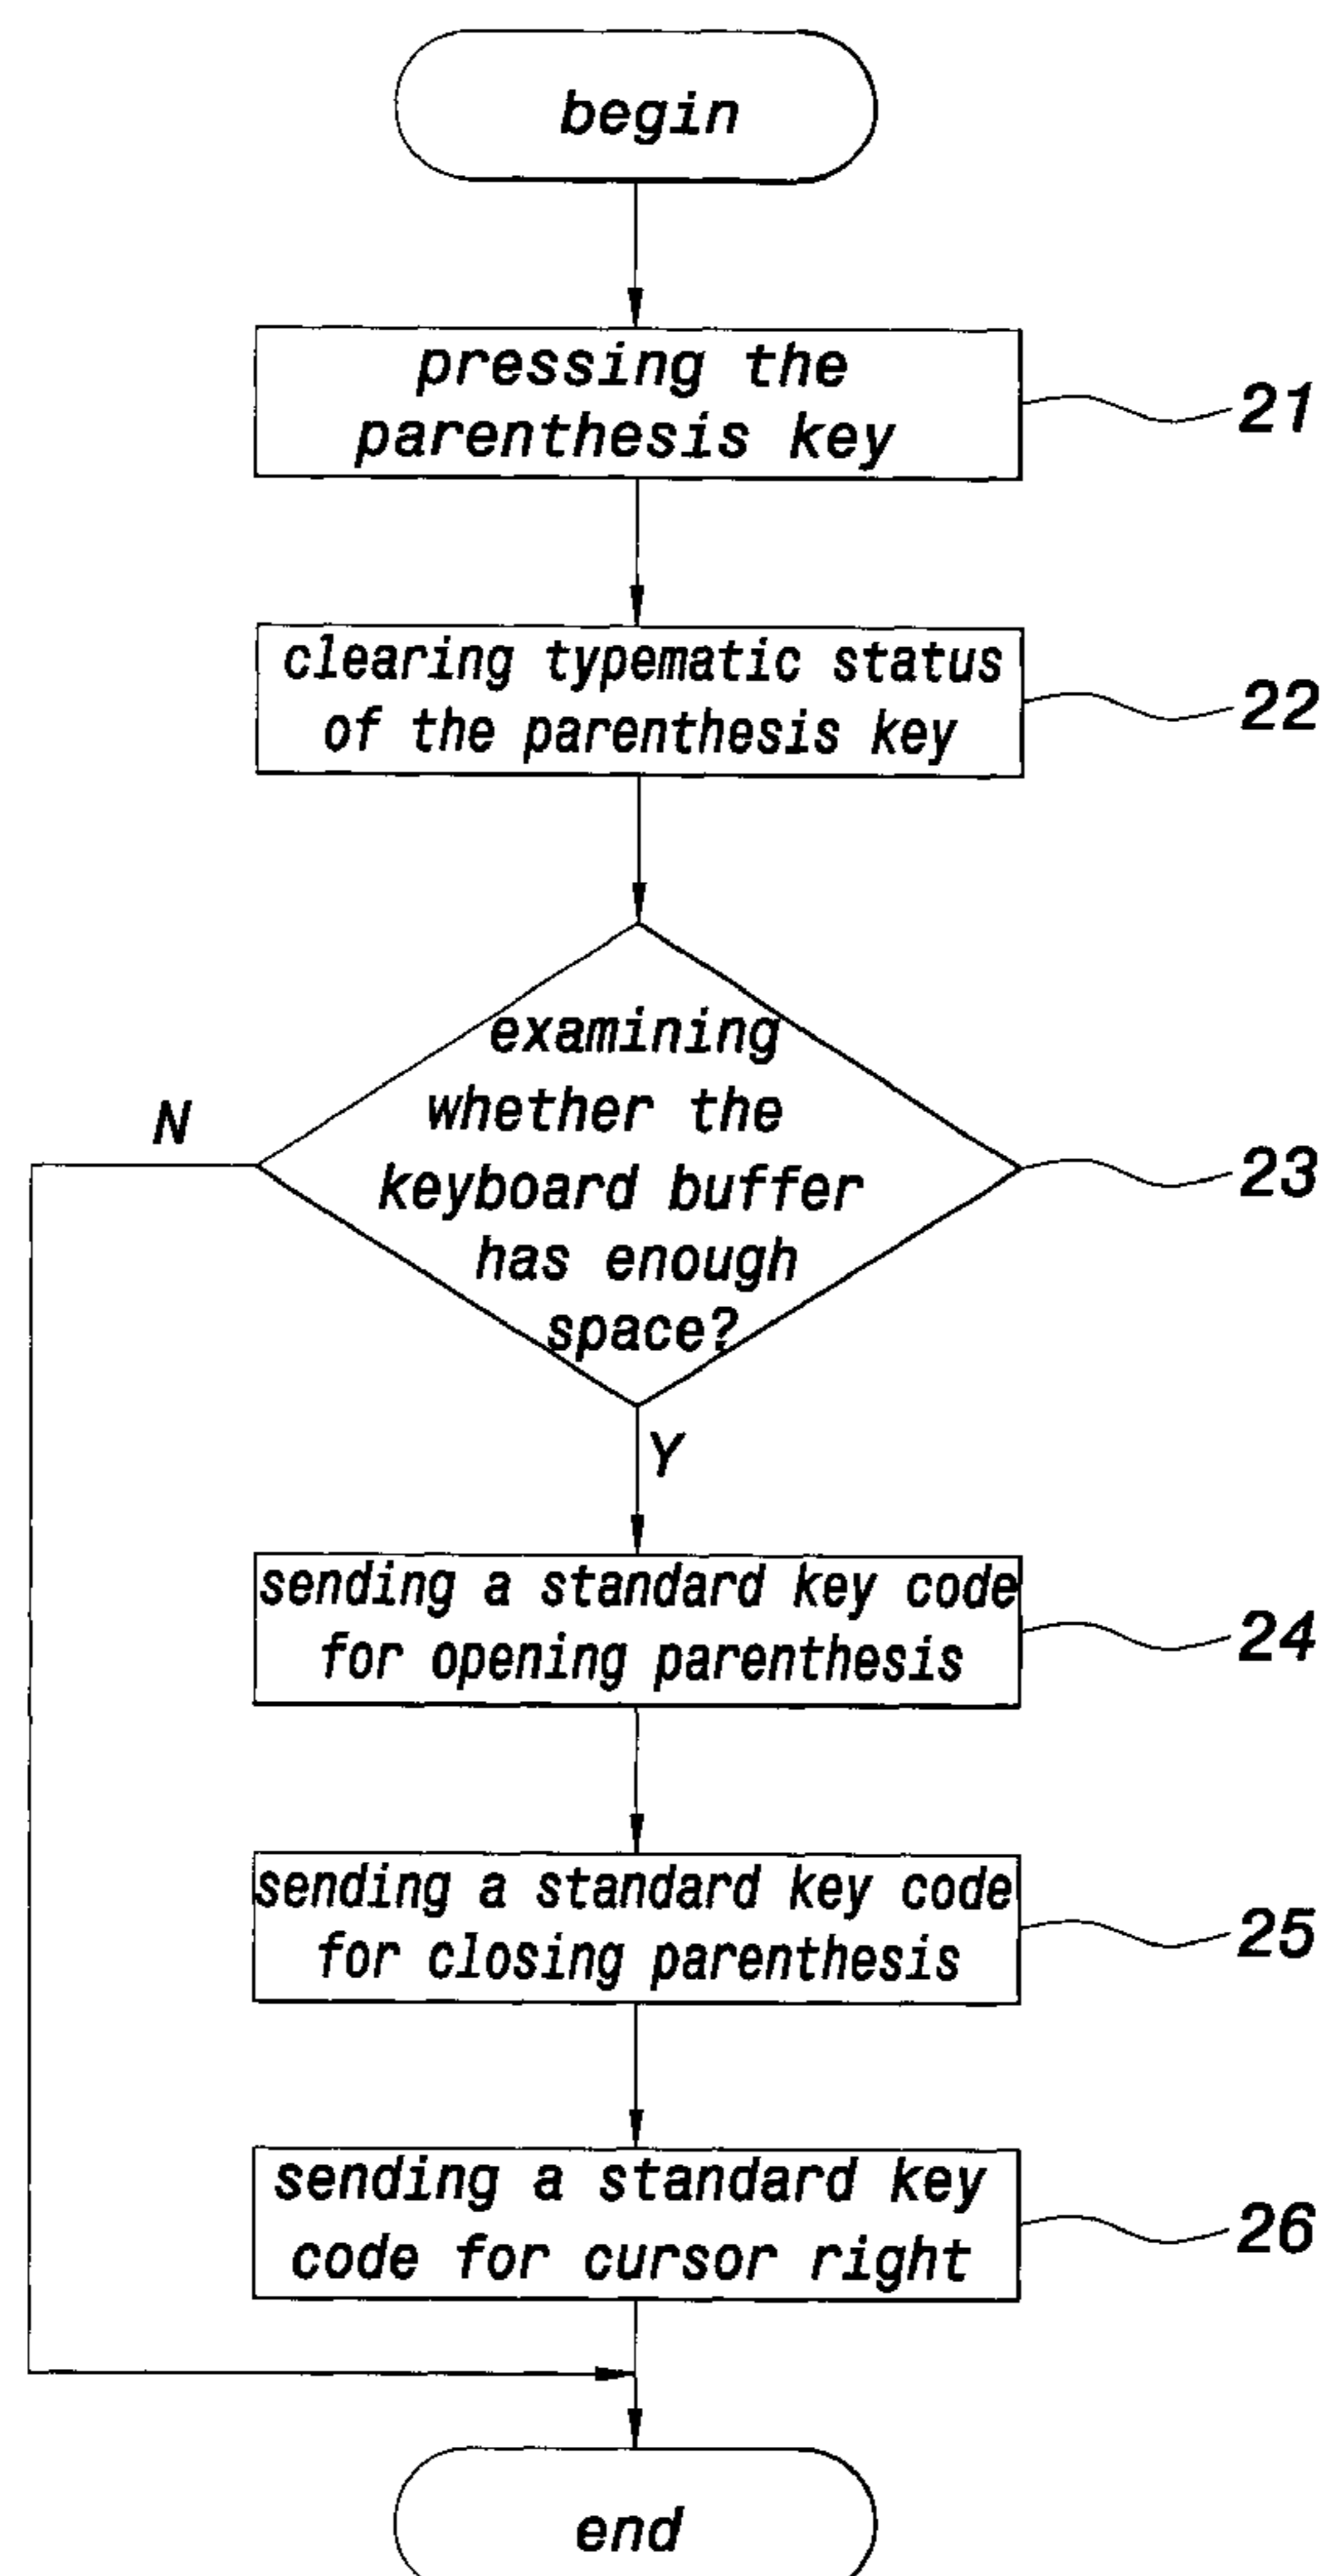 begin
pressing the
parenthesis key
21
clearing typematic status
of the parenthesis key
22
examining
whether the
keyboard buffer
has enough
space?
N
23
Y
sending a standard key code
for opening parenthesis
24
sending a standard key code
for closing parenthesis
25
sending a standard key
code for cursor right
26
end